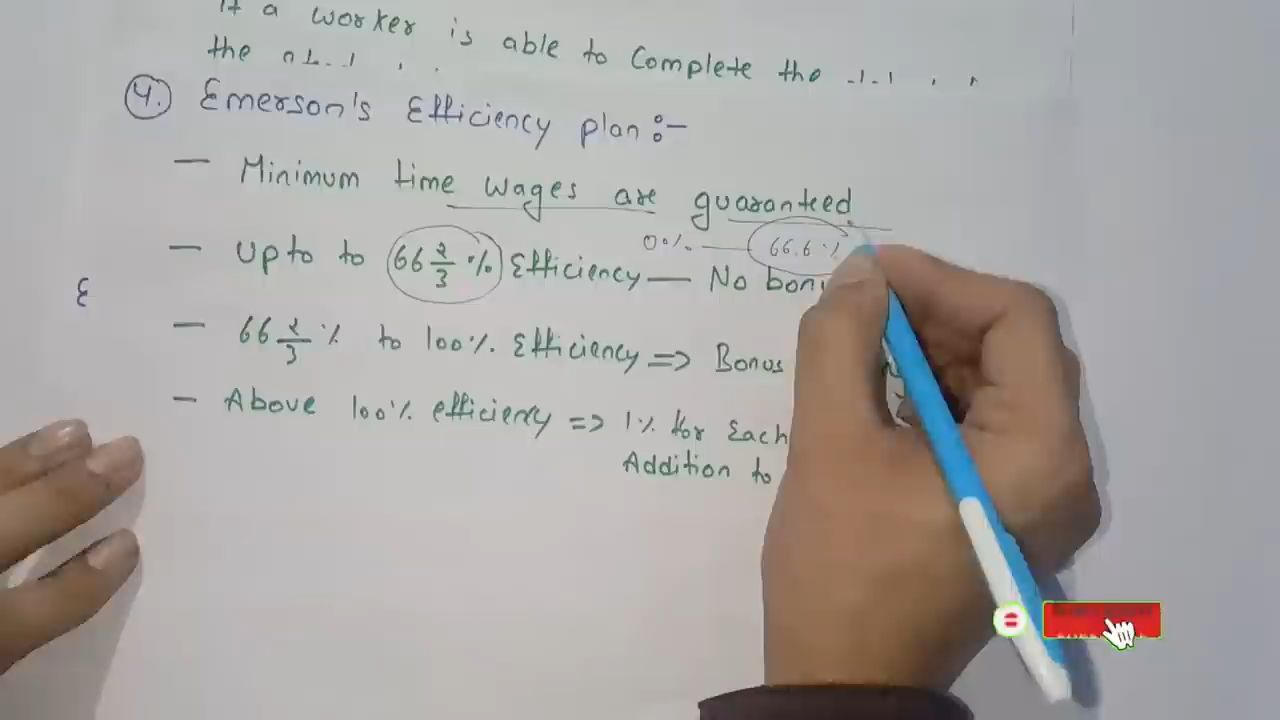 If a worker is able to Complete the
the
4. Emerson's Efficiency plan :-
— Minimum time wages are guaranteed
0% — 66.6%
— Upto to 66 2/3 % Efficiency — No
— 66 2/3 % to 100% Efficiency => Bonus
— Above 100% efficiency => 1% for Each
Addition to
ε